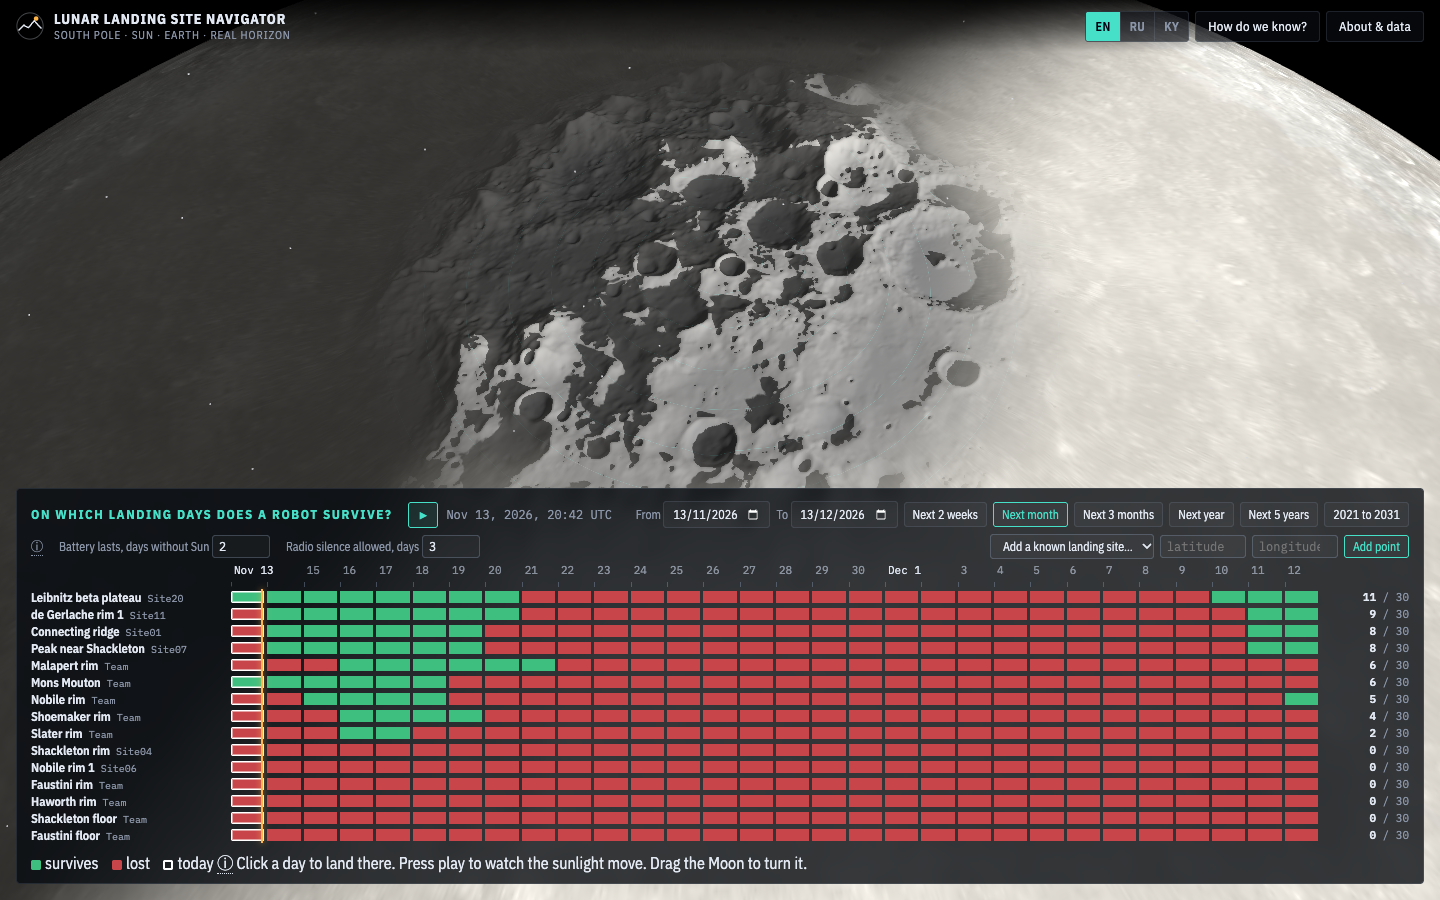 LUNAR LANDING SITE NAVIGATOR
SOUTH POLE · SUN · EARTH · REAL HORIZON
EN RU KY How do we know? About & data
ON WHICH LANDING DAYS DOES A ROBOT SURVIVE? ▶ Nov 13, 2026, 20:42 UTC From 13/11/2026 To 13/12/2026 Next 2 weeks Next month Next 3 months Next year Next 5 years 2021 to 2031
ⓘ Battery lasts, days without Sun 2 Radio silence allowed, days 3 Add a known landing site... latitude longitude Add point
Nov 13 15 16 17 18 19 20 21 22 23 24 25 26 27 28 29 30 Dec 1 3 4 5 6 7 8 9 10 11 12
Leibnitz beta plateau Site20 11 / 30
de Gerlache rim 1 Site11 9 / 30
Connecting ridge Site01 8 / 30
Peak near Shackleton Site07 8 / 30
Malapert rim Team 6 / 30
Mons Mouton Team 6 / 30
Nobile rim Team 5 / 30
Shoemaker rim Team 4 / 30
Slater rim Team 2 / 30
Shackleton rim Site04 0 / 30
Nobile rim 1 Site06 0 / 30
Faustini rim Team 0 / 30
Haworth rim Team 0 / 30
Shackleton floor Team 0 / 30
Faustini floor Team 0 / 30
survives lost today ⓘ Click a day to land there. Press play to watch the sunlight move. Drag the Moon to turn it.